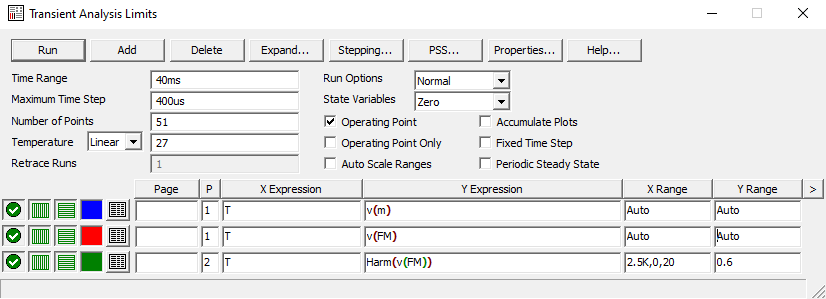 Transient Analysis Limits
Run Add Delete Expand... Stepping... PSS... Properties... Help...
Time Range 40ms Run Options Normal
Maximum Time Step 400us State Variables Zero
Number of Points 51 Operating Point Accumulate Plots
Temperature Linear 27 Operating Point Only Fixed Time Step
Retrace Runs 1 Auto Scale Ranges Periodic Steady State
Page P X Expression Y Expression X Range Y Range >
1 T v(m) Auto Auto
1 T v(FM) Auto Auto
2 T Harm(v(FM)) 2.5K,0,20 0.6